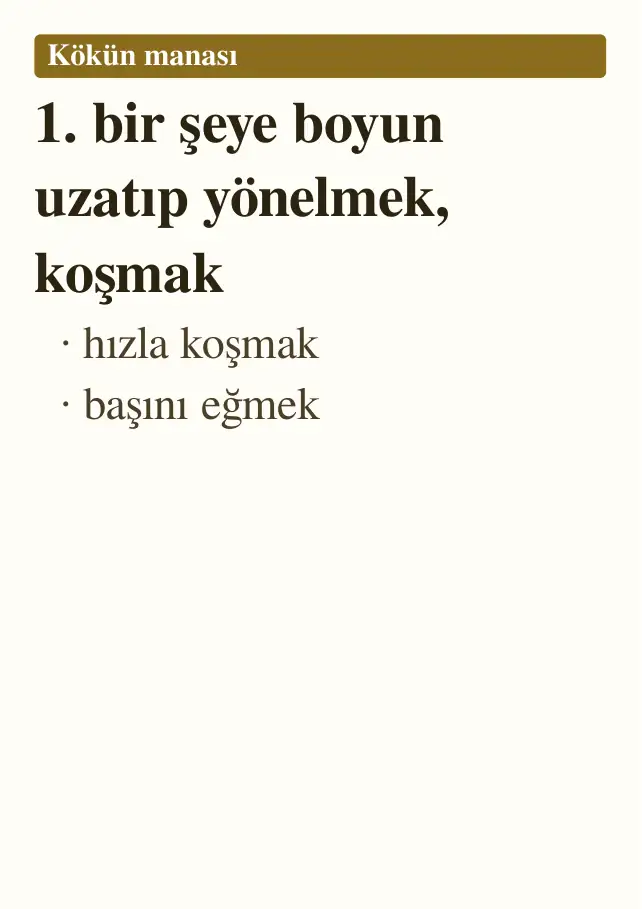 Kökün manası
1. bir şeye boyun
uzatıp yönelmek,
koşmak
· hızla koşmak
· başını eğmek